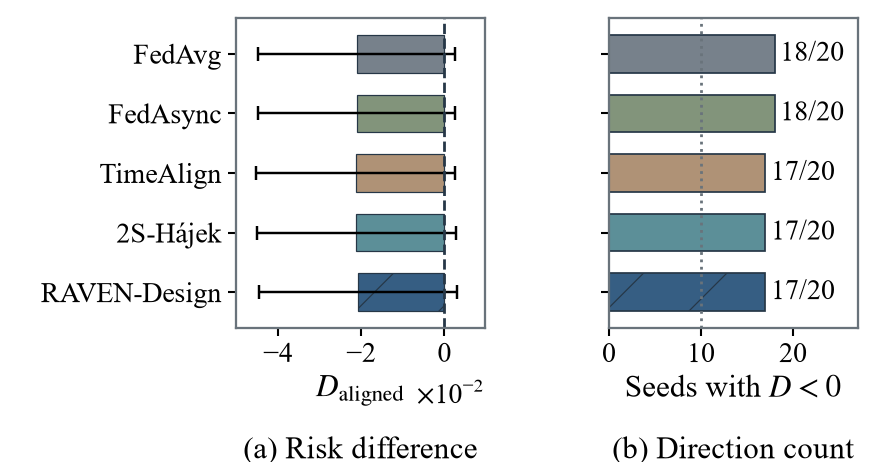 FedAvg
FedAsync
TimeAlign
2S-Hájek
RAVEN-Design
−4 −2 0
D_aligned ×10⁻²
(a) Risk difference
18/20
18/20
17/20
17/20
17/20
0 10 20
Seeds with D < 0
(b) Direction count